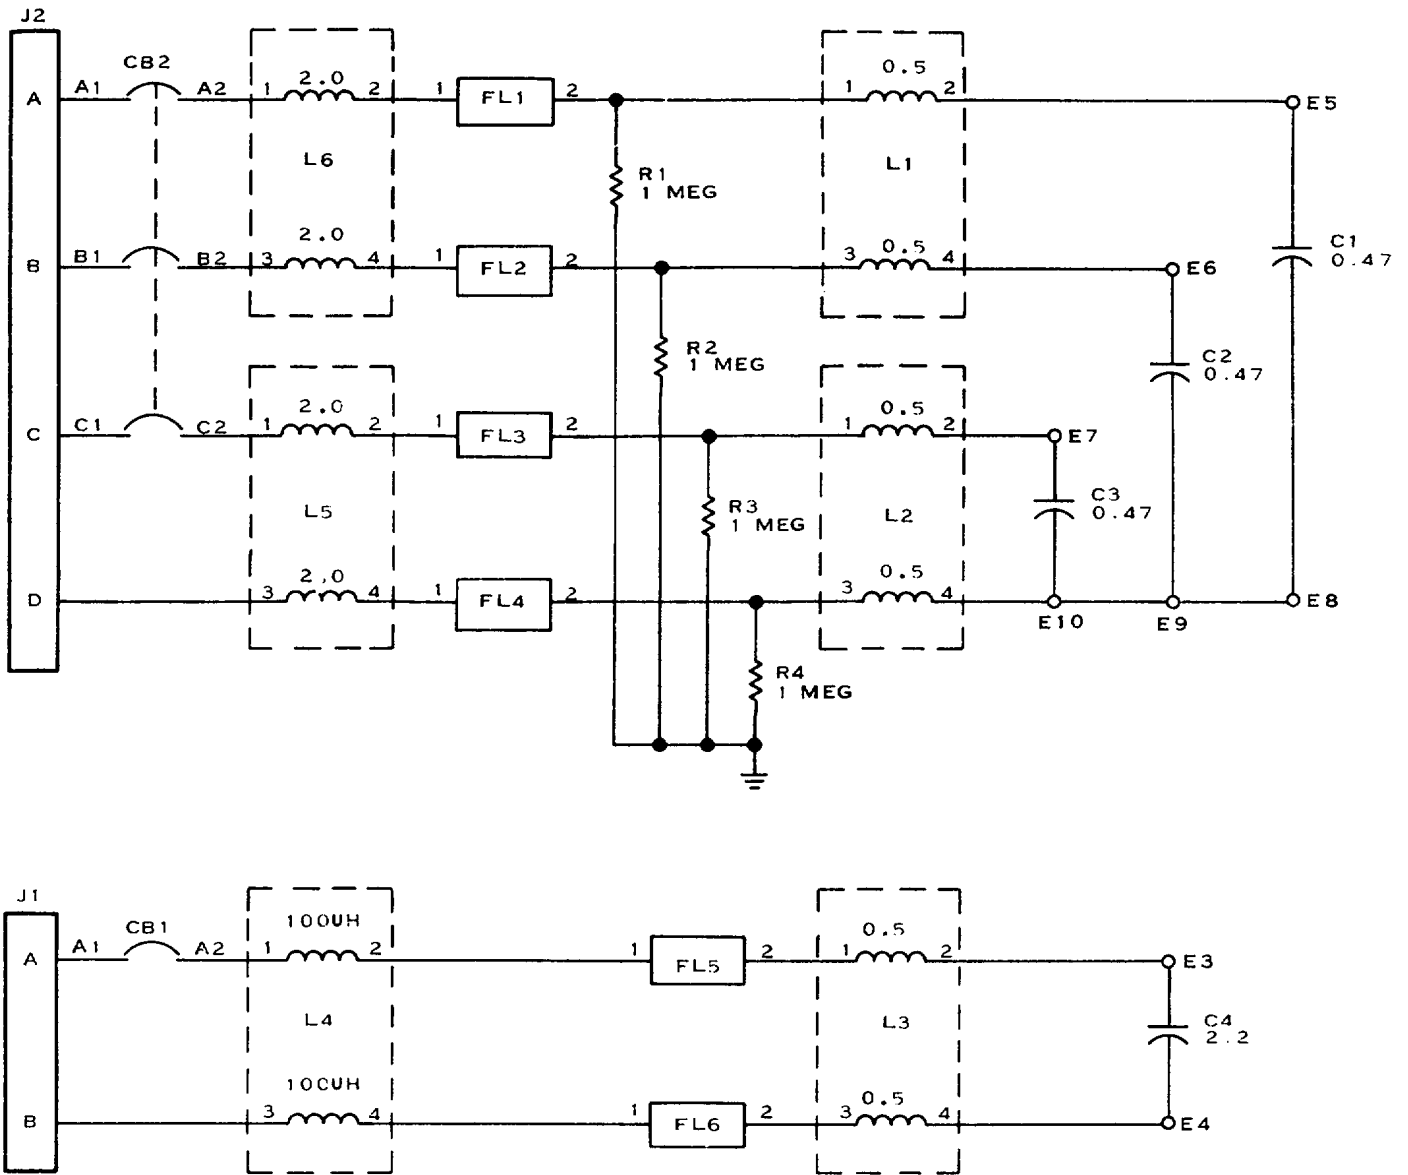 J2
CB2
A A1 A2 1 2.0 2 1 FL1 2 1 0.5 2 E5
L6 L1
R1
1 MEG
B B1 B2 3 2.0 4 1 FL2 2 3 0.5 4 E6
C1
0.47
R2
1 MEG
C2
0.47
C C1 C2 1 2.0 2 1 FL3 2 1 0.5 2 E7
L5 L2
R3
1 MEG
C3
0.47
D 3 2.0 4 1 FL4 2 3 0.5 4 E10 E9 E8
R4
1 MEG
J1
CB1
A A1 A2 1 100UH 2 1 FL5 2 1 0.5 2 E3
L4 L3
C4
2.2
B 3 10CUH 4 1 FL6 2 3 0.5 4 E4